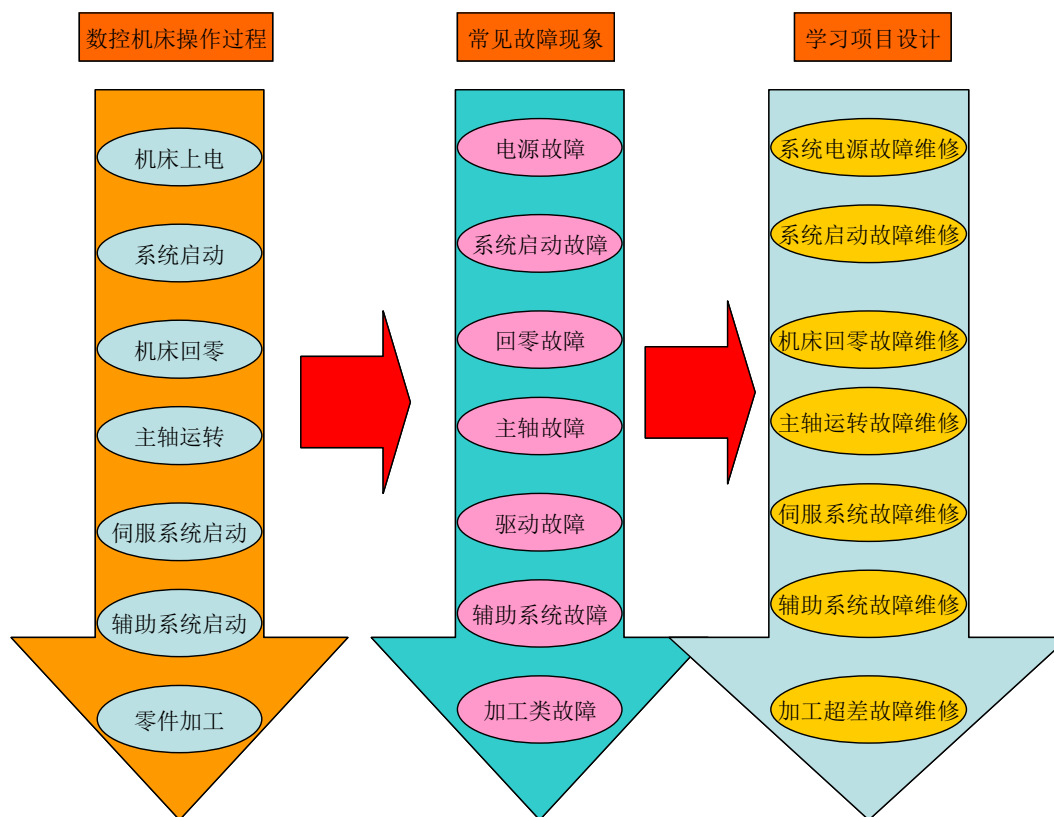 数控机床操作过程
机床上电
系统启动
机床回零
主轴运转
伺服系统启动
辅助系统启动
零件加工
常见故障现象
电源故障
系统启动故障
回零故障
主轴故障
驱动故障
辅助系统故障
加工类故障
学习项目设计
系统电源故障维修
系统启动故障维修
机床回零故障维修
主轴运转故障维修
伺服系统故障维修
辅助系统故障维修
加工超差故障维修